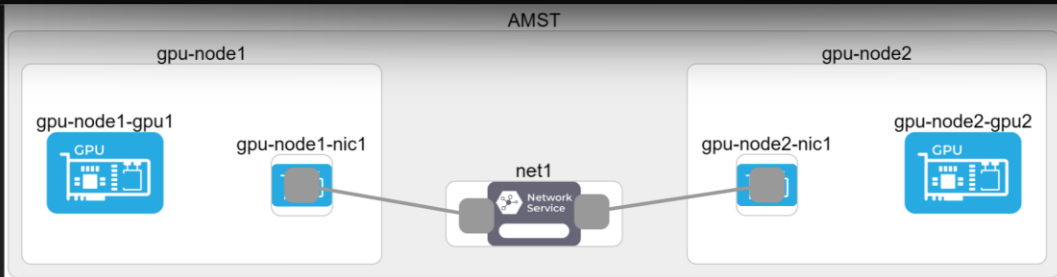 AMST
gpu-node1
gpu-node2
gpu-node1-gpu1
GPU
gpu-node1-nic1
net1
Network
Service
gpu-node2-nic1
gpu-node2-gpu2
GPU